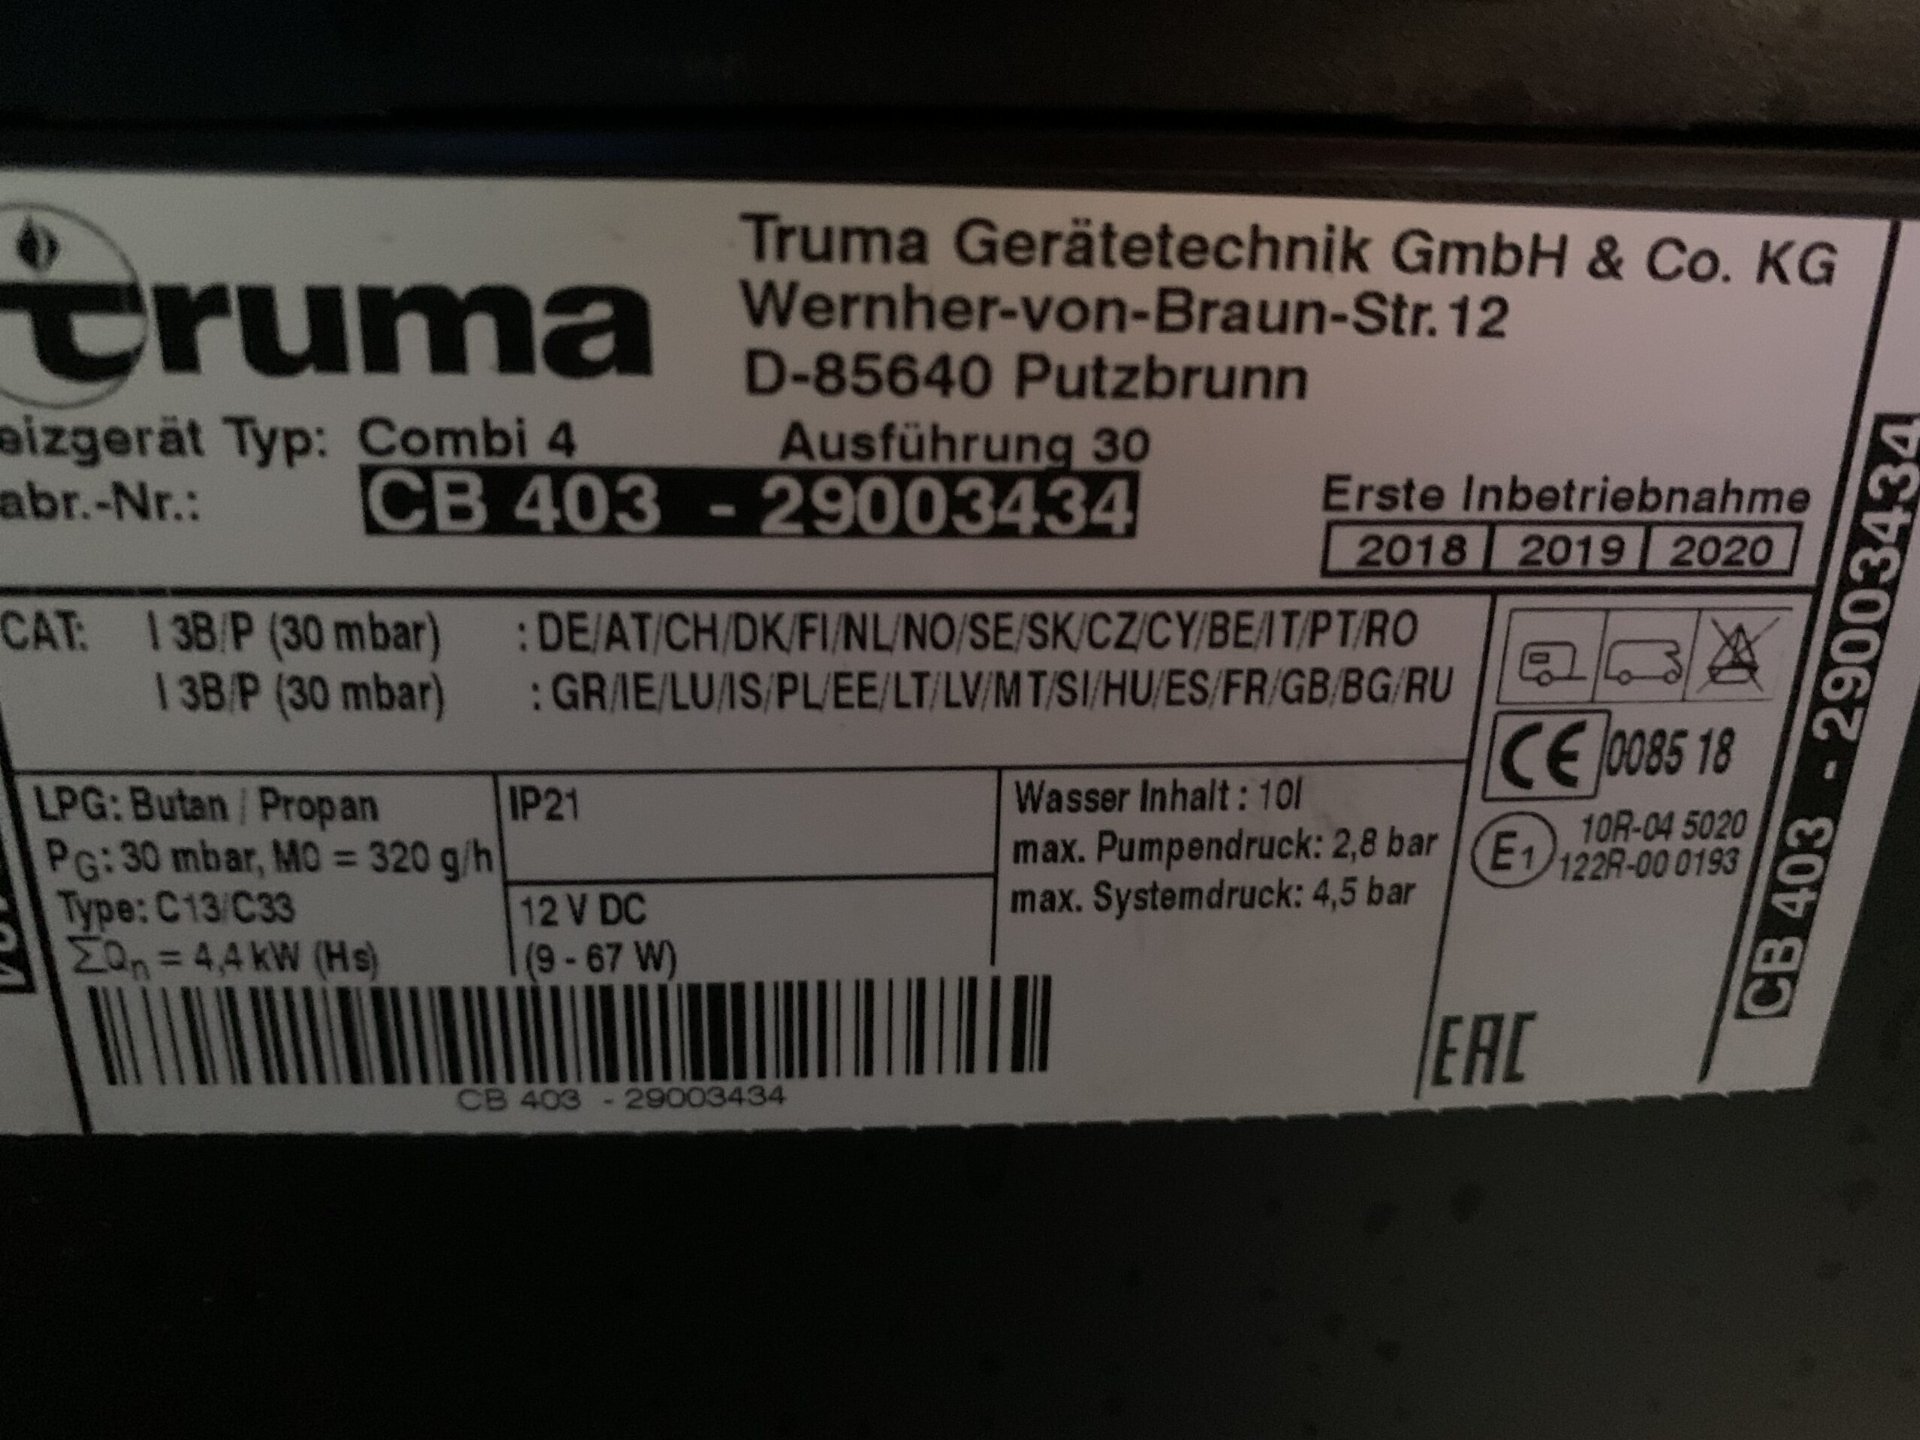 truma
Truma Gerätetechnik GmbH & Co. KG
Wernher-von-Braun-Str.12
D-85640 Putzbrunn
eizgerät Typ: Combi 4 Ausführung 30
abr.-Nr.: CB 403 - 29003434
Erste Inbetriebnahme
2018 2019 2020
CAT: I 3B/P (30 mbar) : DE/AT/CH/DK/FI/NL/NO/SE/SK/CZ/CY/BE/IT/PT/RO
I 3B/P (30 mbar) : GR/IE/LU/IS/PL/EE/LT/LV/MT/SI/HU/ES/FR/GB/BG/RU
CE 0085 18
E1 10R-04 5020
122R-00 0193
LPG: Butan / Propan
PG: 30 mbar, M0 = 320 g/h
Type: C13/C33
ΣQn = 4,4 kW (Hs)
IP21
12 V DC
(9 - 67 W)
Wasser Inhalt : 10l
max. Pumpendruck: 2,8 bar
max. Systemdruck: 4,5 bar
EAC
CB 403 - 29003434
CB 403 - 29003434